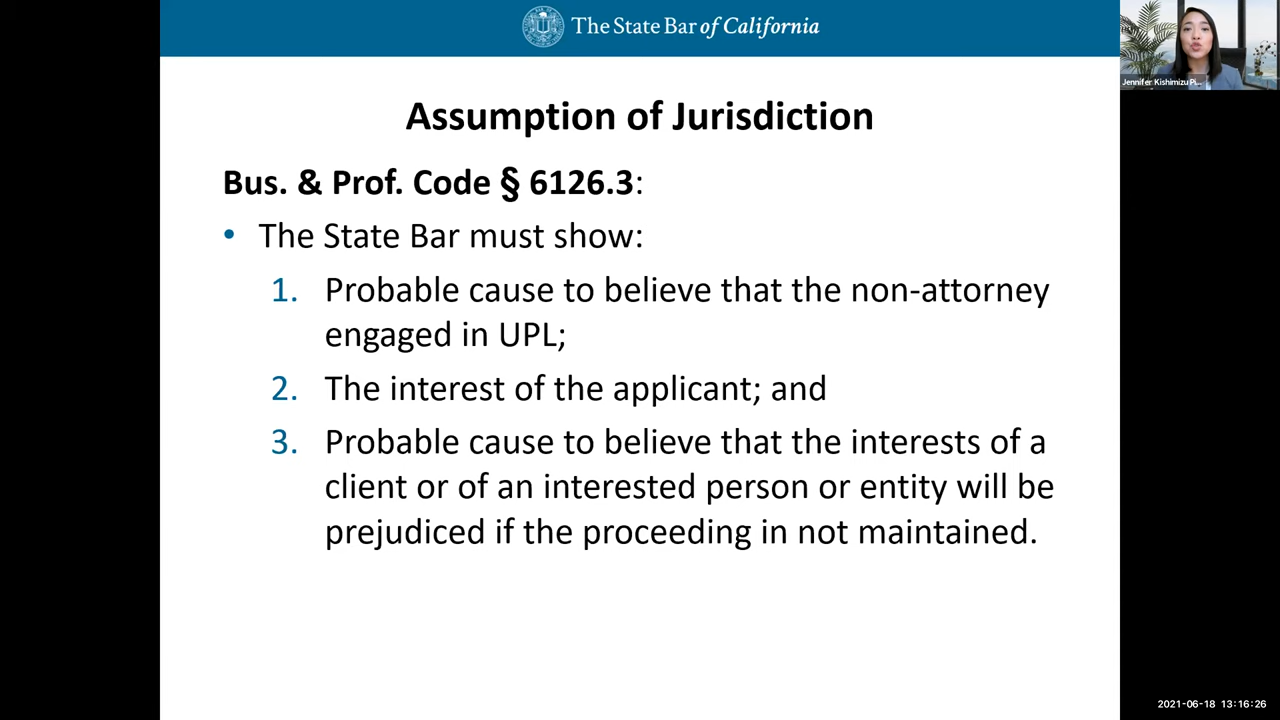 The State Bar of California
Jennifer Kishimizu Pi...
Assumption of Jurisdiction
Bus. & Prof. Code § 6126.3:
• The State Bar must show:
1. Probable cause to believe that the non-attorney
engaged in UPL;
2. The interest of the applicant; and
3. Probable cause to believe that the interests of a
client or of an interested person or entity will be
prejudiced if the proceeding in not maintained.
2021-06-18 13:16:26